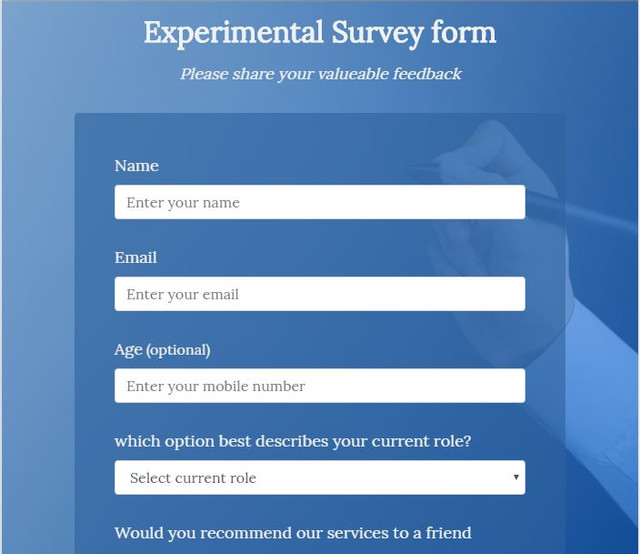 Experimental Survey form
Please share your valueable feedback
Name
Enter your name
Email
Enter your email
Age (optional)
Enter your mobile number
which option best describes your current role?
Select current role
Would you recommend our services to a friend